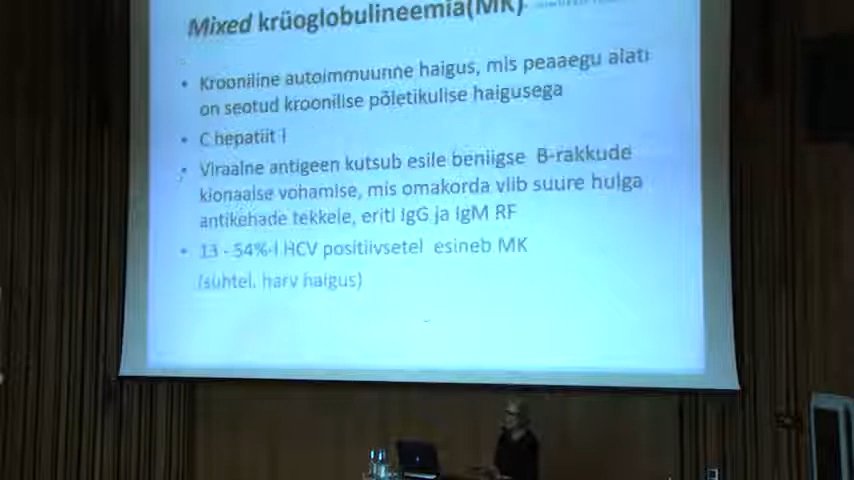 Mixed krüoglobulineemia(MK)
• Krooniline autoimmuunne haigus, mis peaaegu alati
on seotud kroonilise põletikulise haigusega
• C hepatiit !
• Viraalne antigeen kutsub esile beniigse B-rakkude
klonaalse vohamise, mis omakorda viib suure hulga
antikehade tekkele, eriti IgG ja IgM RF
• 13 - 54%-l HCV positiivsetel esineb MK
(suhtel. harv haigus)